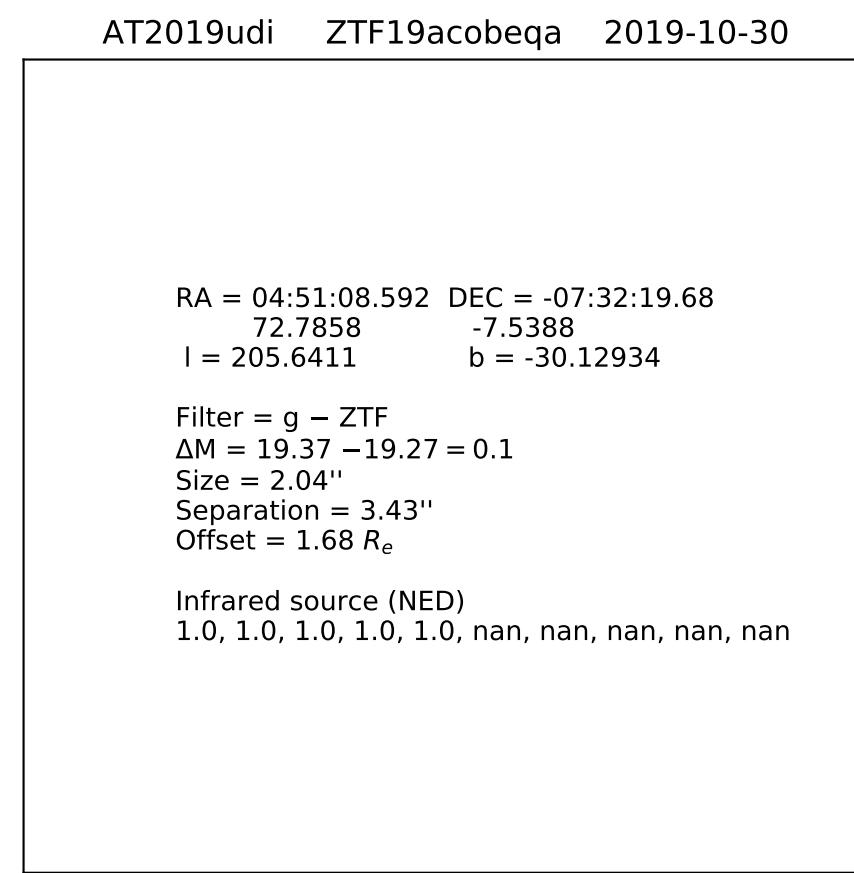 AT2019udi ZTF19acobeqa 2019-10-30
RA = 04:51:08.592 DEC = -07:32:19.68
72.7858 -7.5388
l = 205.6411 b = -30.12934
Filter = g − ZTF
ΔM = 19.37 −19.27 = 0.1
Size = 2.04''
Separation = 3.43''
Offset = 1.68 Rₑ
Infrared source (NED)
1.0, 1.0, 1.0, 1.0, 1.0, nan, nan, nan, nan, nan